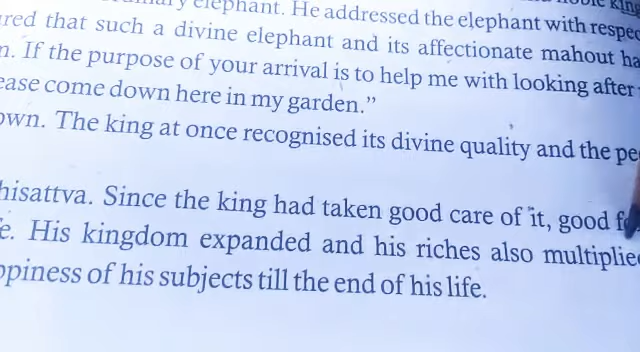 elephant. He addressed the elephant with respec
red that such a divine elephant and its affectionate mahout ha
n. If the purpose of your arrival is to help me with looking after
ease come down here in my garden."
own. The king at once recognised its divine quality and the pe
hisattva. Since the king had taken good care of it, good f
e. His kingdom expanded and his riches also multiplie
ppiness of his subjects till the end of his life.